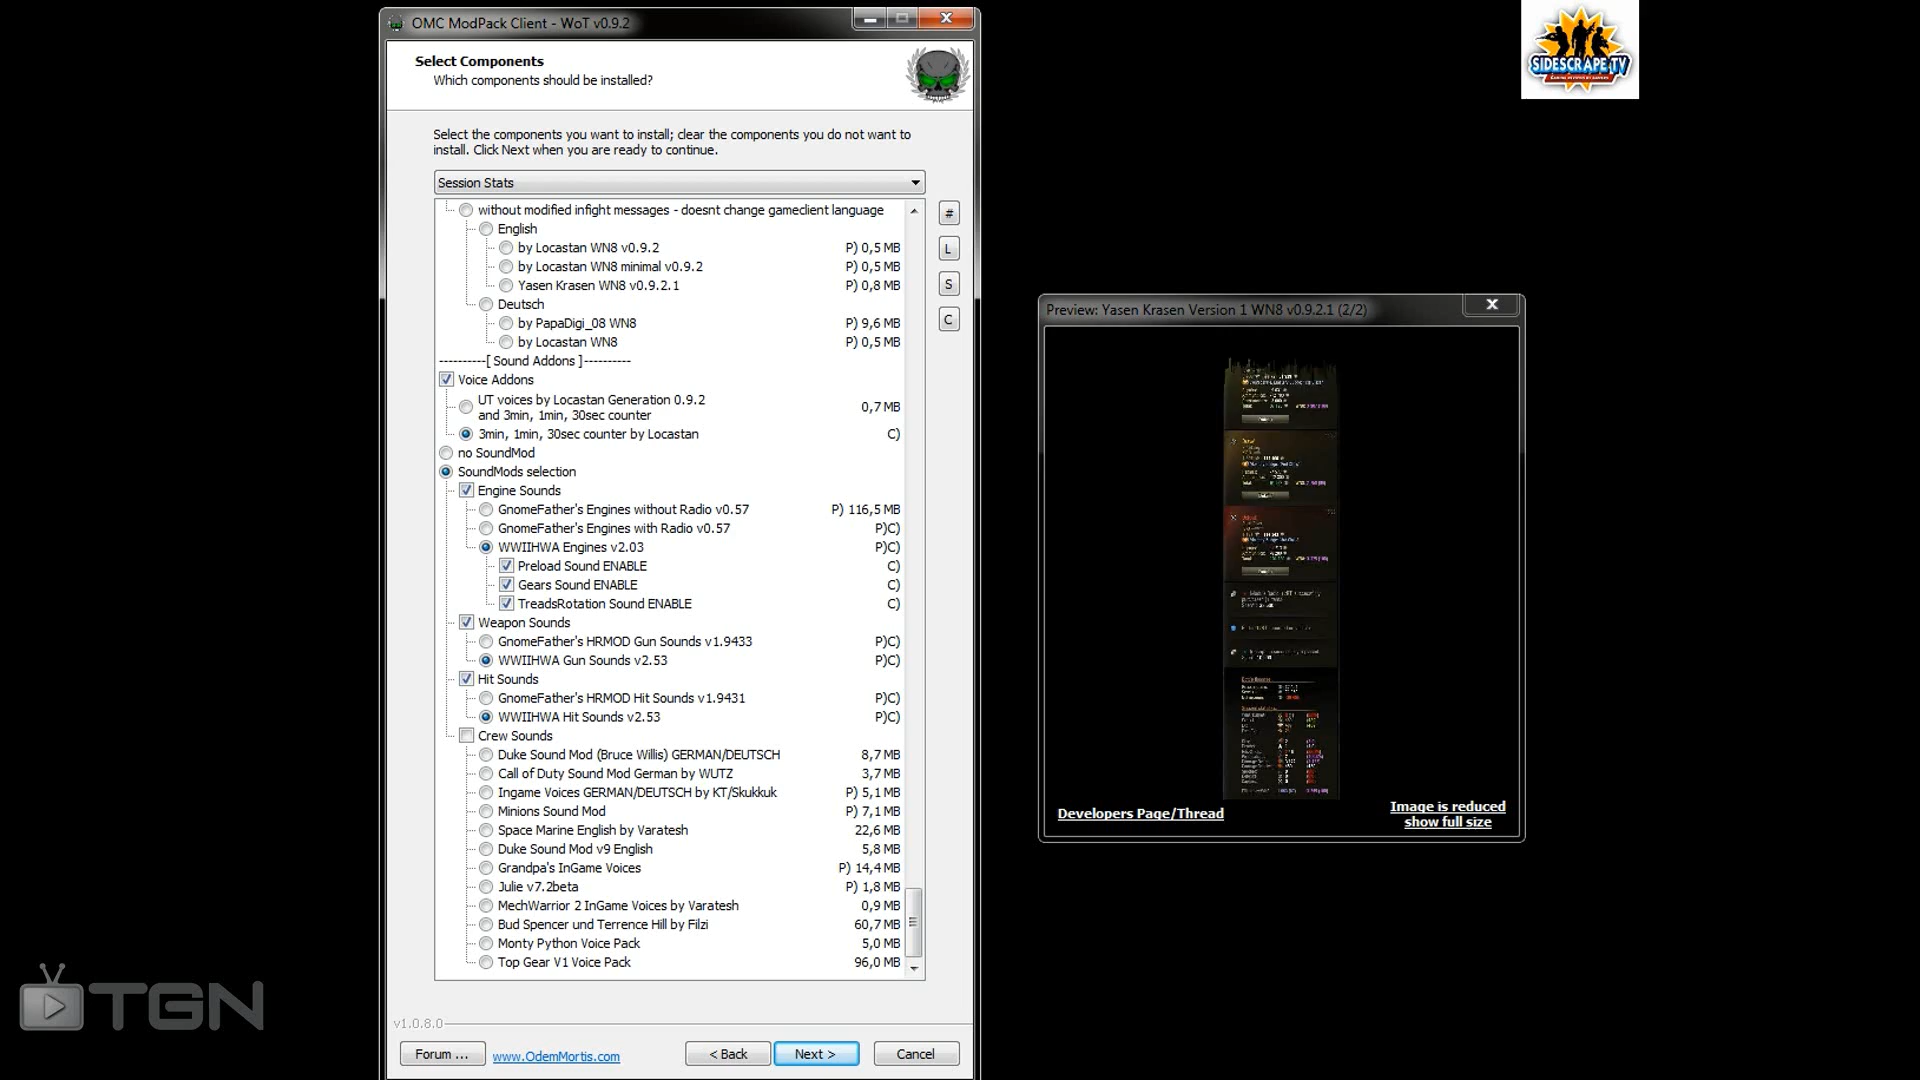 OMC ModPack Client - WoT v0.9.2
Select Components
Which components should be installed?
Select the components you want to install; clear the components you do not want to
install. Click Next when you are ready to continue.
Session Stats
without modified infight messages - doesnt change gameclient language
English
by Locastan WN8 v0.9.2 P) 0,5 MB
by Locastan WN8 minimal v0.9.2 P) 0,5 MB
Yasen Krasen WN8 v0.9.2.1 P) 0,8 MB
Deutsch
by PapaDigi_08 WN8 P) 9,6 MB
by Locastan WN8 P) 0,5 MB
----------[ Sound Addons ]----------
Voice Addons
UT voices by Locastan Generation 0.9.2
and 3min, 1min, 30sec counter 0,7 MB
3min, 1min, 30sec counter by Locastan C)
no SoundMod
SoundMods selection
Engine Sounds
GnomeFather's Engines without Radio v0.57 P) 116,5 MB
GnomeFather's Engines with Radio v0.57 P)C)
WWIIHWA Engines v2.03 P)C)
Preload Sound ENABLE C)
Gears Sound ENABLE C)
TreadsRotation Sound ENABLE C)
Weapon Sounds
GnomeFather's HRMOD Gun Sounds v1.9433 P)C)
WWIIHWA Gun Sounds v2.53 P)C)
Hit Sounds
GnomeFather's HRMOD Hit Sounds v1.9431 P)C)
WWIIHWA Hit Sounds v2.53 P)C)
Crew Sounds
Duke Sound Mod (Bruce Willis) GERMAN/DEUTSCH 8,7 MB
Call of Duty Sound Mod German by WUTZ 3,7 MB
Ingame Voices GERMAN/DEUTSCH by KT/Skukkuk P) 5,1 MB
Minions Sound Mod P) 7,1 MB
Space Marine English by Varatesh 22,6 MB
Duke Sound Mod v9 English 5,8 MB
Grandpa's InGame Voices P) 14,4 MB
Julie v7.2beta P) 1,8 MB
MechWarrior 2 InGame Voices by Varatesh 0,9 MB
Bud Spencer und Terrence Hill by Filzi 60,7 MB
Monty Python Voice Pack 5,0 MB
Top Gear V1 Voice Pack 96,0 MB
#
L
S
C
v1.0.8.0
Forum ...
www.OdemMortis.com
< Back
Next >
Cancel
Preview: Yasen Krasen Version 1 WN8 v0.9.2.1 (2/2)
Developers Page/Thread
Image is reduced
show full size
SIDESCRAPE TV
TGN